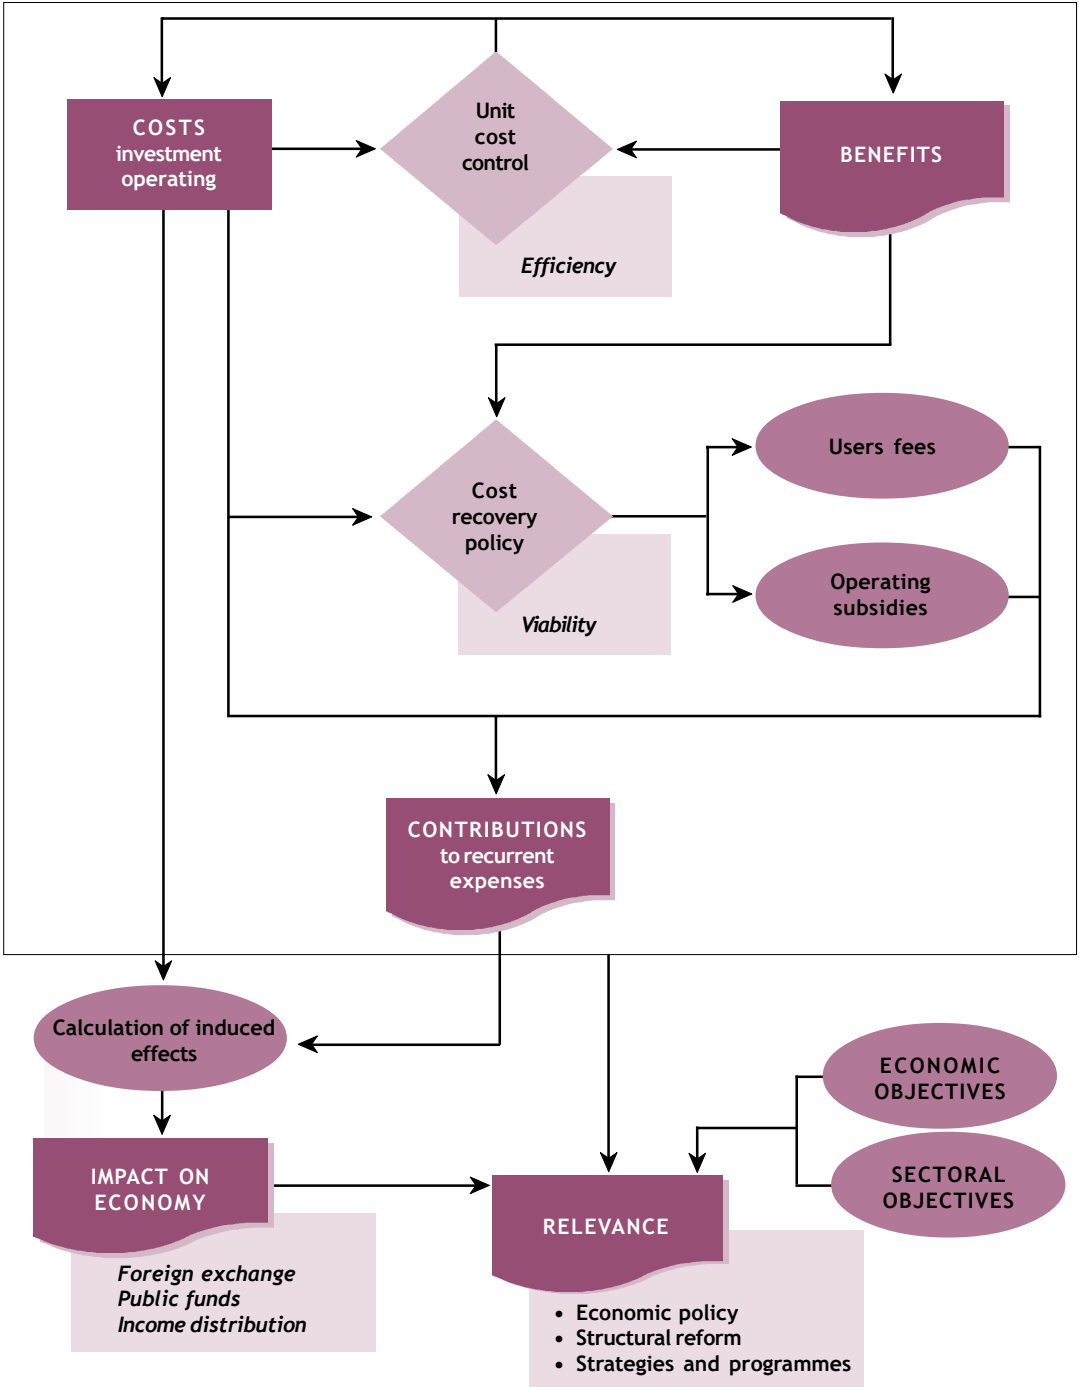 COSTS
investment
operating
Unit
cost
control
BENEFITS
Efficiency
Users fees
Cost
recovery
policy
Operating
subsidies
Viability
CONTRIBUTIONS
to recurrent
expenses
Calculation of induced
effects
ECONOMIC
OBJECTIVES
IMPACT ON
ECONOMY
SECTORAL
OBJECTIVES
RELEVANCE
Foreign exchange
Public funds
Income distribution
• Economic policy
• Structural reform
• Strategies and programmes